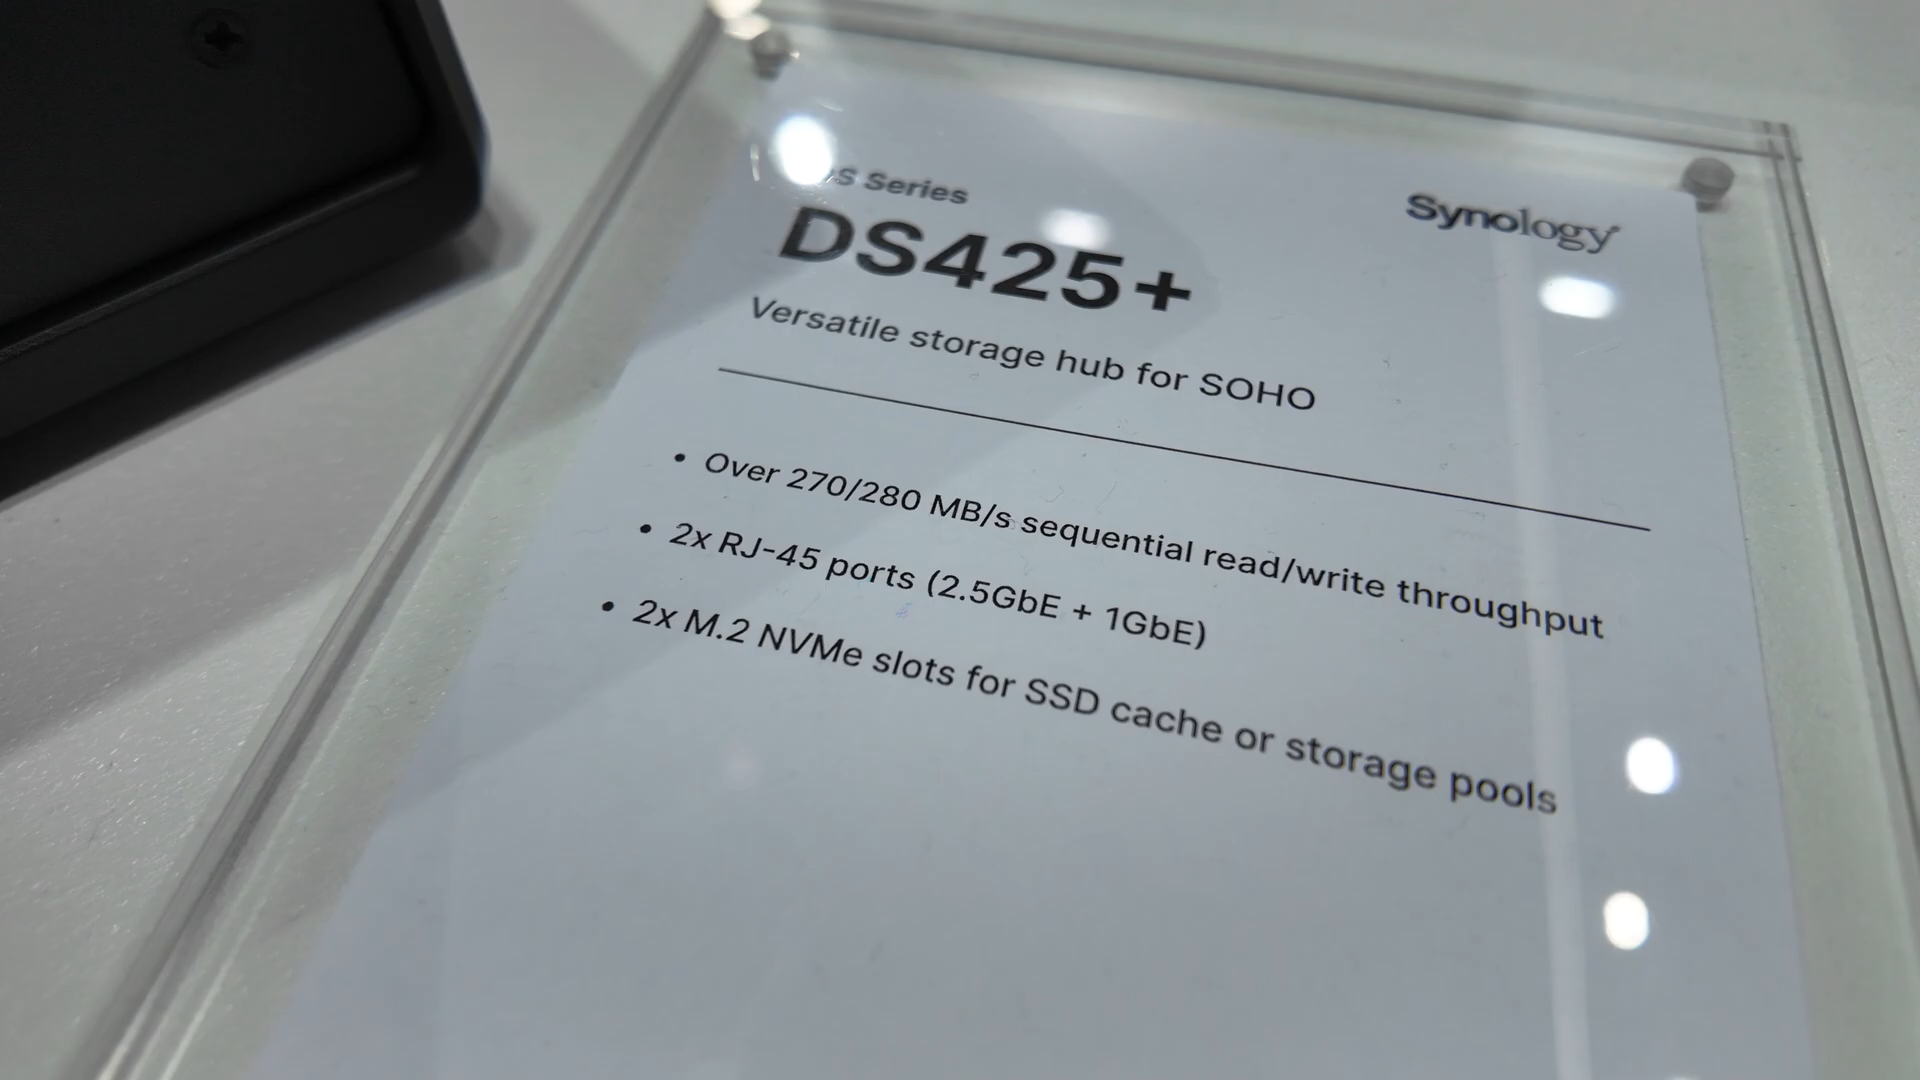 Series
Synology
DS425+
Versatile storage hub for SOHO
• Over 270/280 MB/s sequential read/write throughput
• 2x RJ-45 ports (2.5GbE + 1GbE)
• 2x M.2 NVMe slots for SSD cache or storage pools